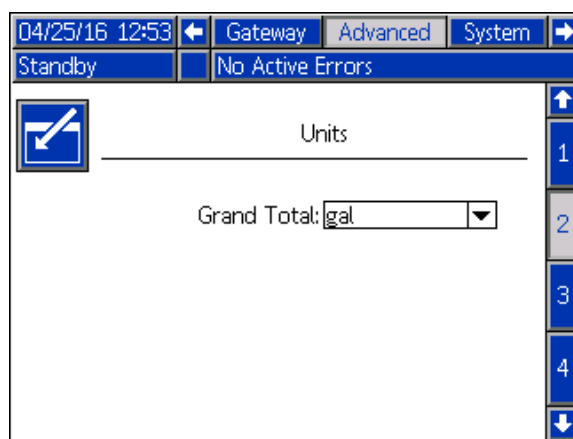 04/25/16 12:53 Gateway Advanced System
Standby No Active Errors
Units
1
Grand Total: gal
2
3
4